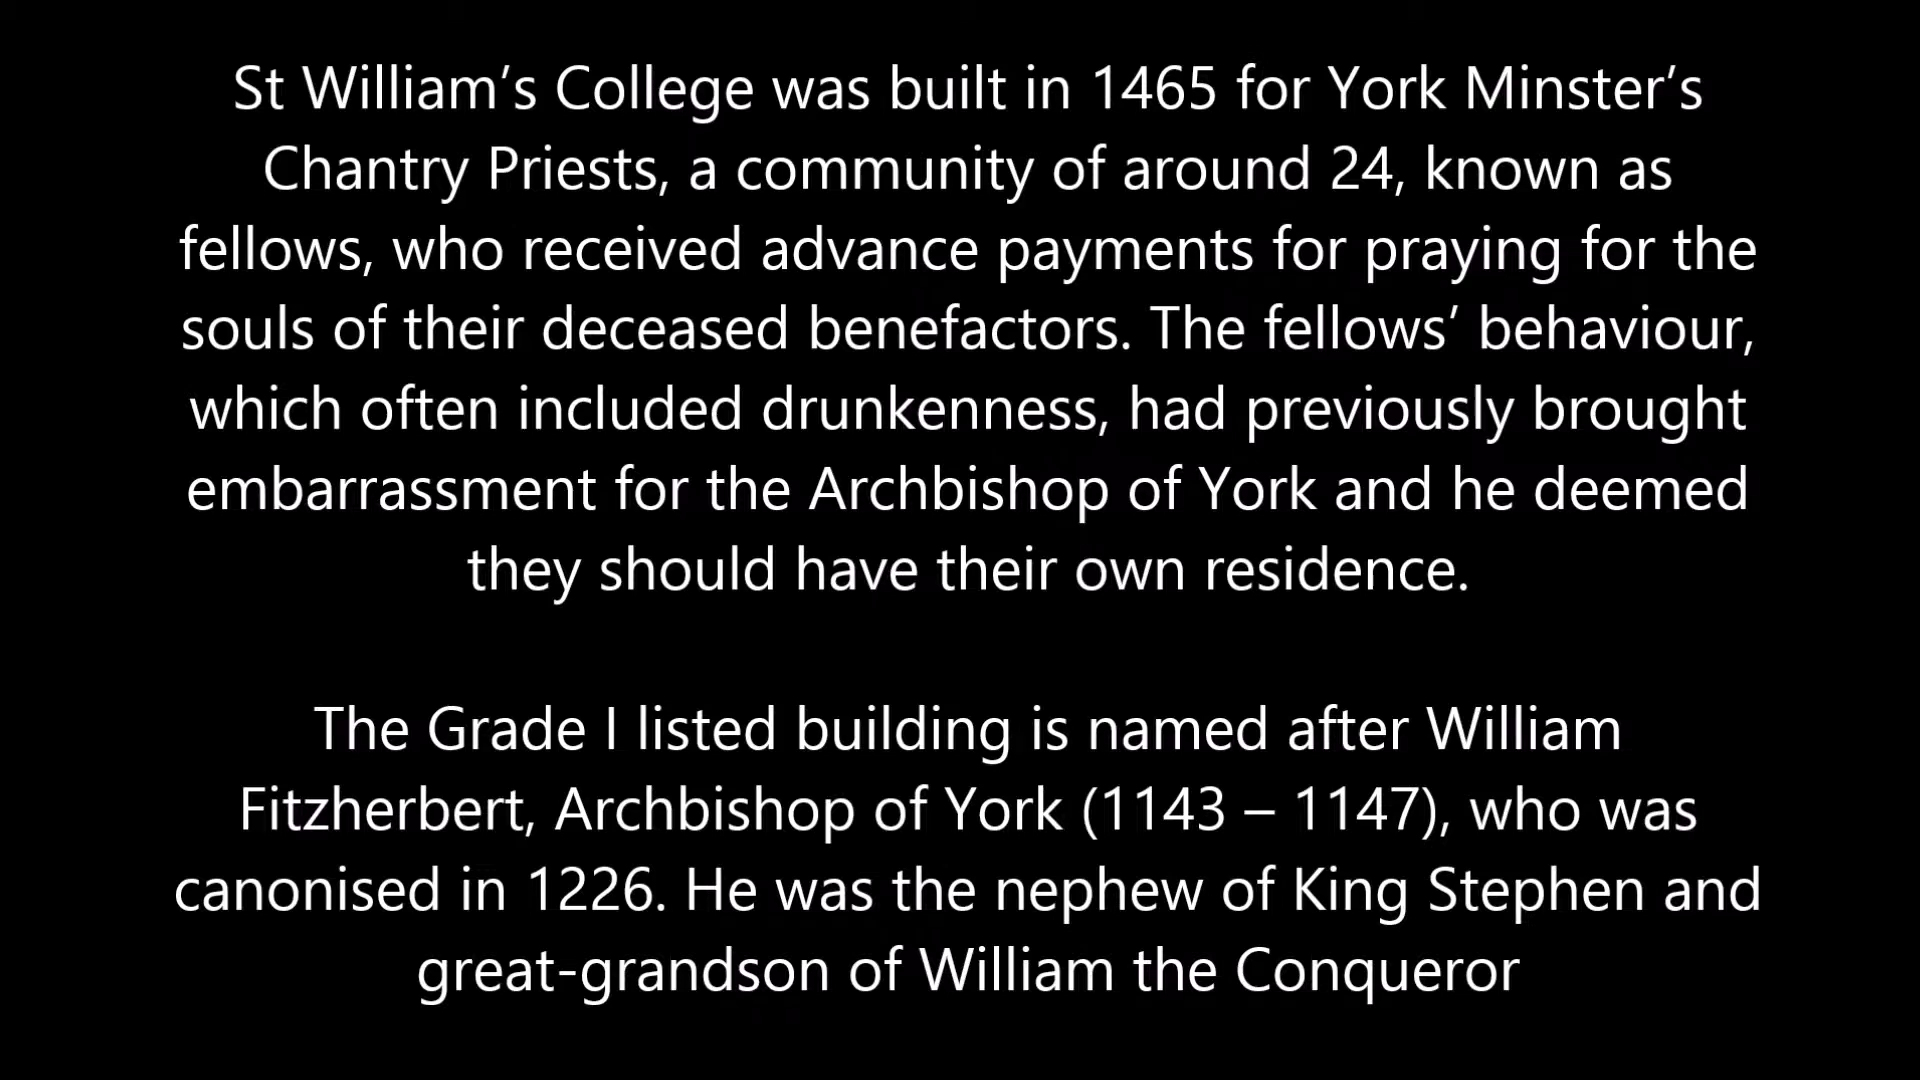 St William’s College was built in 1465 for York Minster’s
Chantry Priests, a community of around 24, known as
fellows, who received advance payments for praying for the
souls of their deceased benefactors. The fellows’ behaviour,
which often included drunkenness, had previously brought
embarrassment for the Archbishop of York and he deemed
they should have their own residence.
The Grade I listed building is named after William
Fitzherbert, Archbishop of York (1143 – 1147), who was
canonised in 1226. He was the nephew of King Stephen and
great-grandson of William the Conqueror